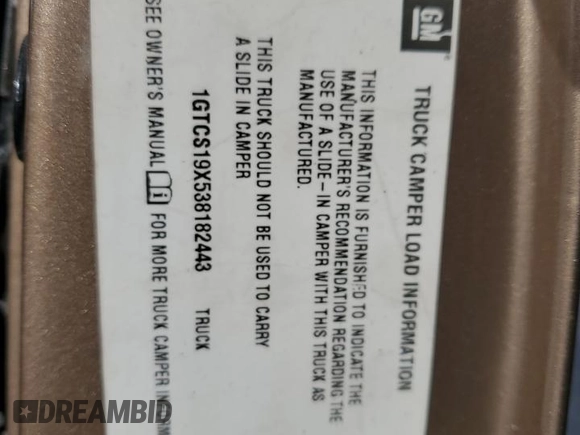 GM
TRUCK CAMPER LOAD INFORMATION
THIS INFORMATION IS FURNISHED TO INDICATE THE
MANUFACTURER'S RECOMMENDATION REGARDING THE
USE OF A SLIDE-IN CAMPER WITH THIS TRUCK AS
MANUFACTURED.
THIS TRUCK SHOULD NOT BE USED TO CARRY
A SLIDE IN CAMPER
1GTCS19X538182443 TRUCK
SEE OWNER'S MANUAL FOR MORE TRUCK CAMPER
DREAMBID